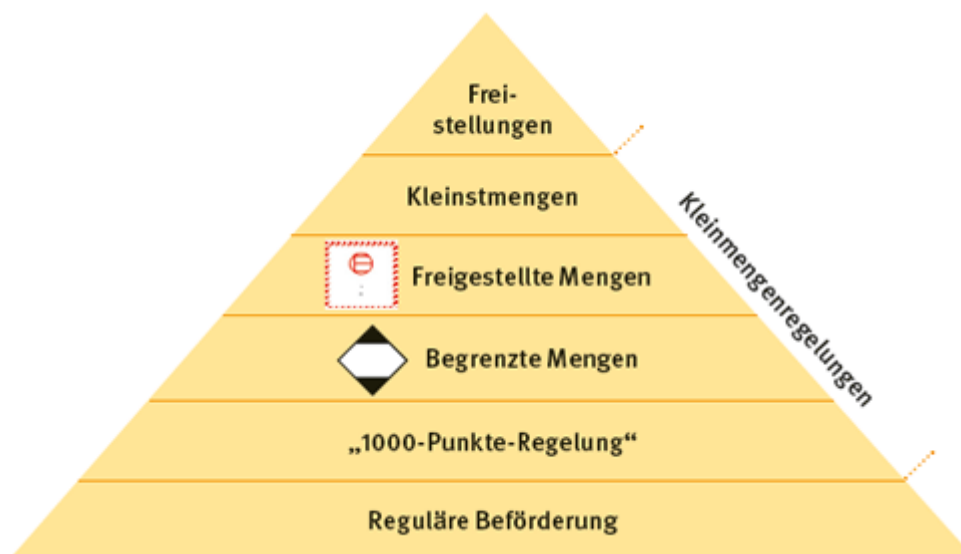 Frei-
stellungen
Kleinstmengen
Freigestellte Mengen
Begrenzte Mengen
„1000-Punkte-Regelung“
Reguläre Beförderung
Kleinmengenregelungen